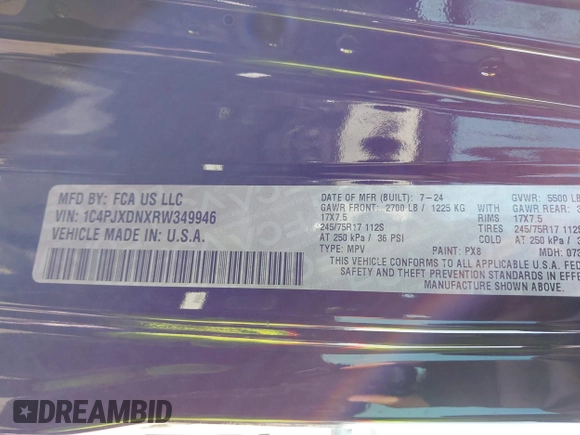 MFD BY: FCA US LLC
VIN: 1C4PJXDNXRW349946
VEHICLE MADE IN: U.S.A.
DATE OF MFR (BUILT): 7-24 GVWR: 5500 LB
GAWR FRONT: 2700 LB / 1225 KG GAWR REAR:
17X7.5 RIMS 17X7.5
245/75R17 112S TIRES 245/75R17 112S
AT 250 kPa / 36 PSI COLD AT 250 kPa /
TYPE: MPV PAINT: PX8 MDH:
THIS VEHICLE CONFORMS TO ALL APPLICABLE U.S.A. FEDE
SAFETY AND THEFT PREVENTION STANDARDS IN EFFE
MANUFACTURE SHOWN ABOVE.
DREAMBID